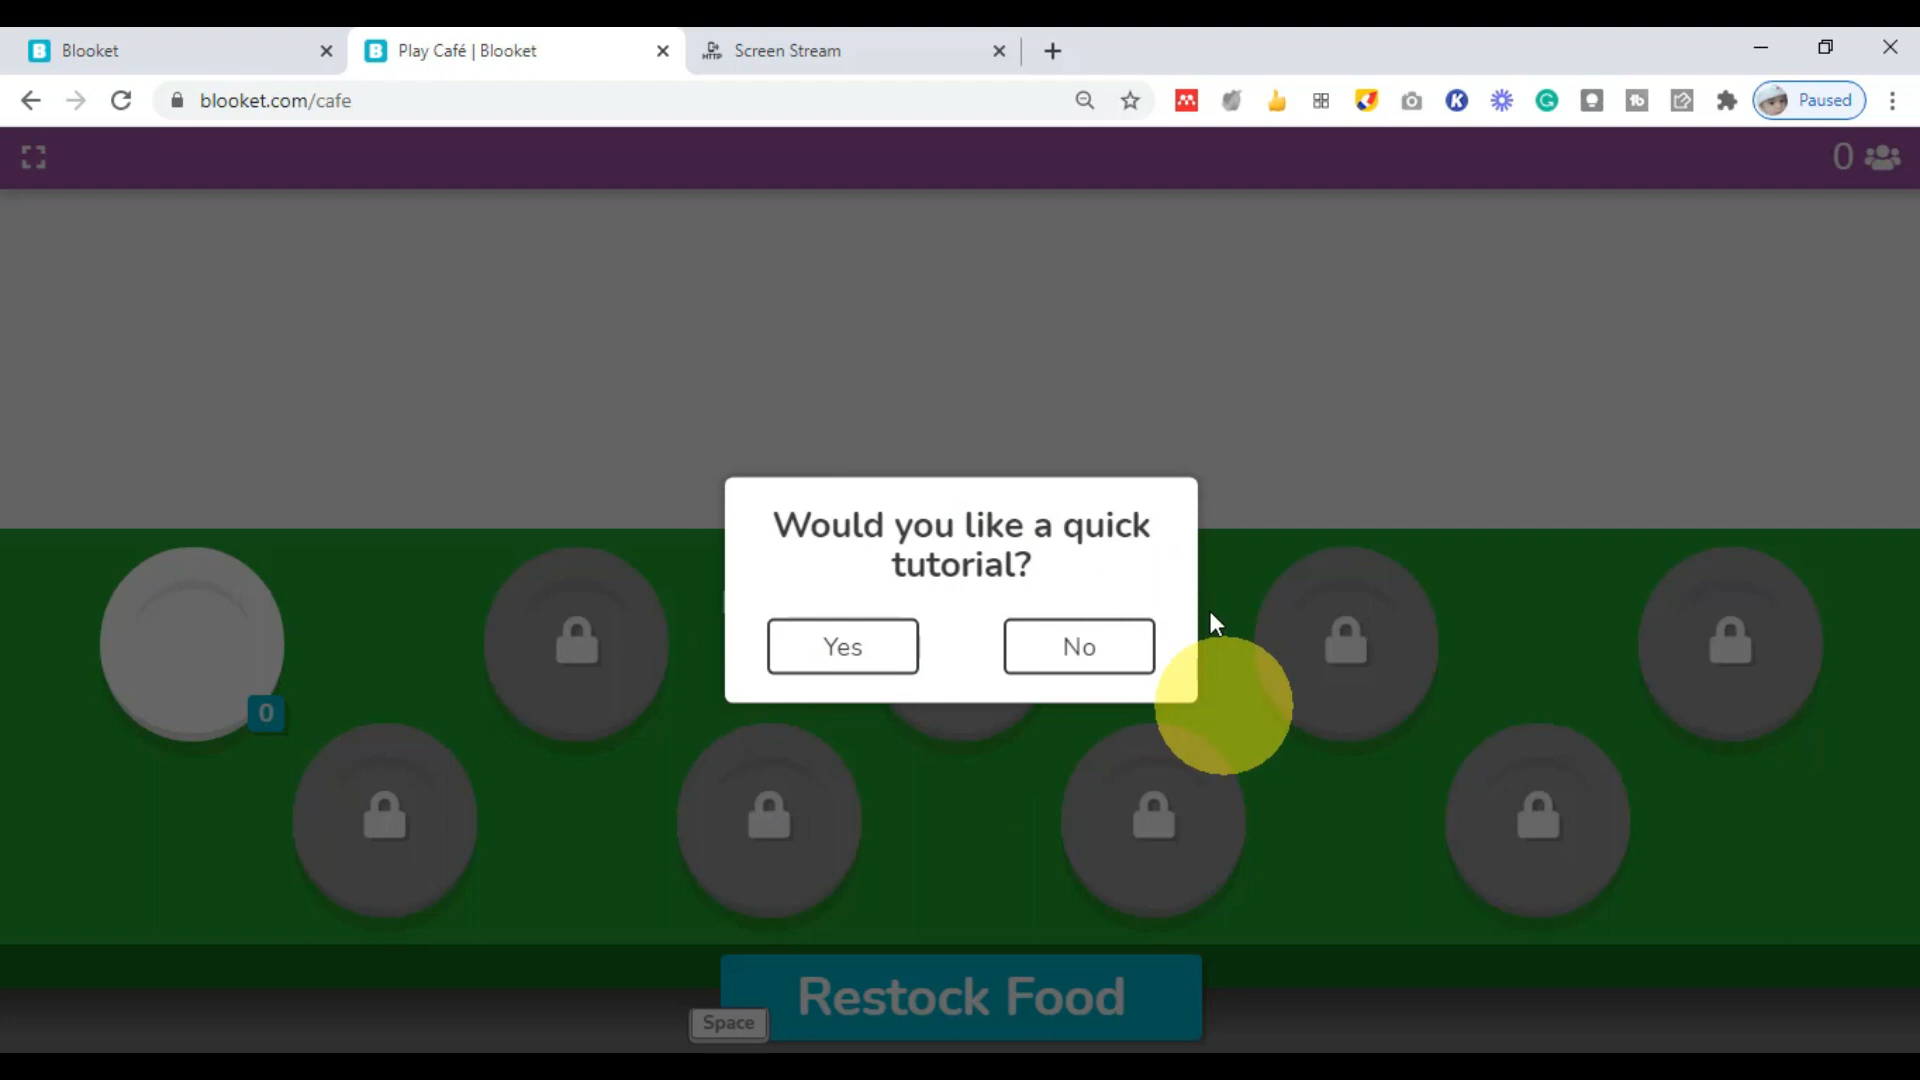 Blooket
Play Café | Blooket
Screen Stream
blooket.com/cafe
Paused
0
Would you like a quick
tutorial?
Yes
No
0
Restock Food
Space